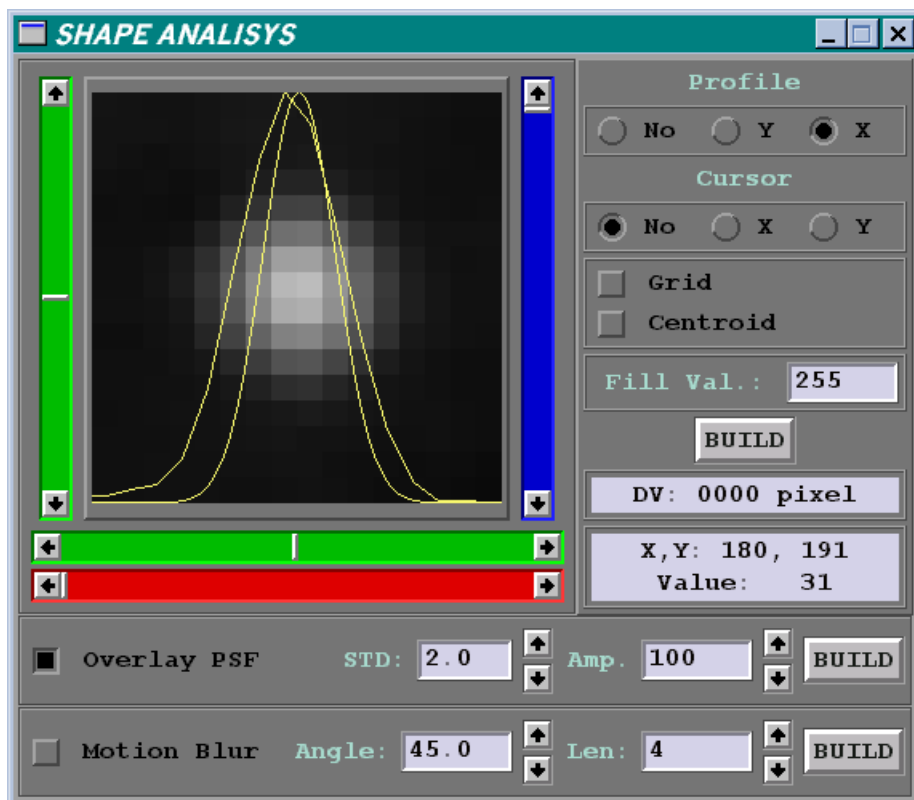 SHAPE ANALISYS
Profile
No Y X
Cursor
No X Y
Grid
Centroid
Fill Val.: 255
BUILD
DV: 0000 pixel
X,Y: 180, 191
Value: 31
Overlay PSF STD: 2.0 Amp. 100 BUILD
Motion Blur Angle: 45.0 Len: 4 BUILD